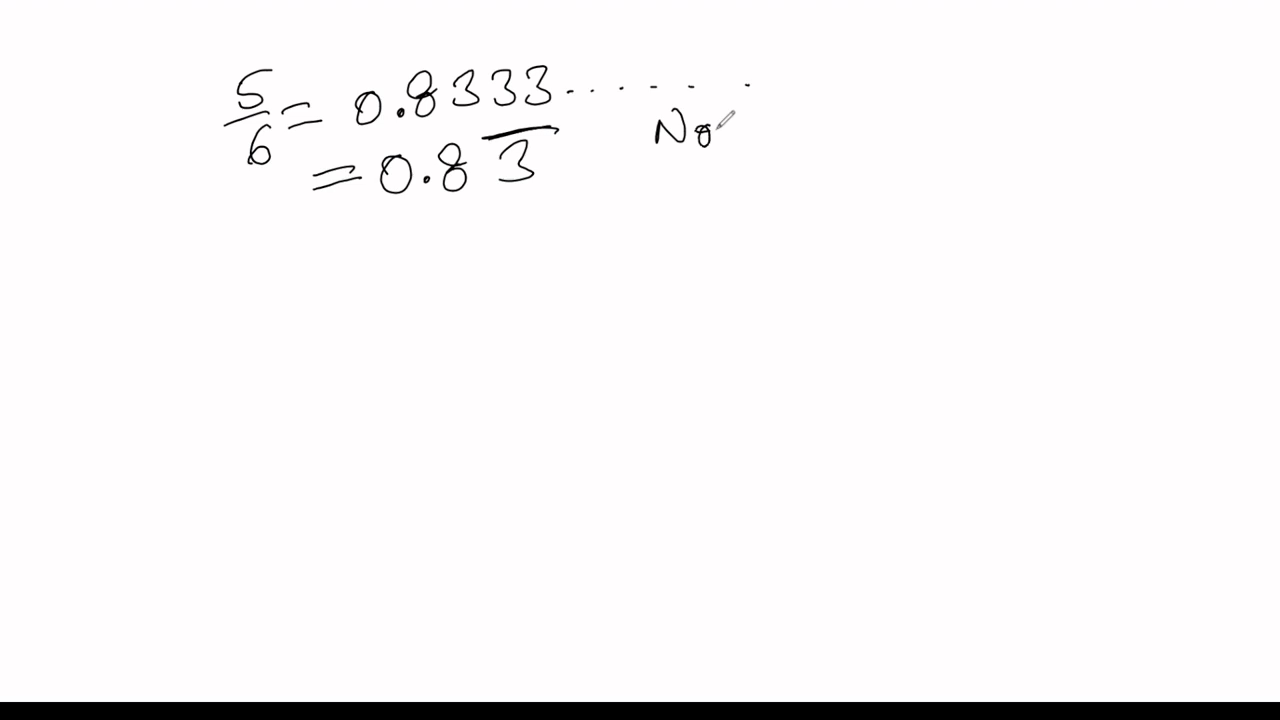 5/6 = 0.8333.......
No
= 0.83̅